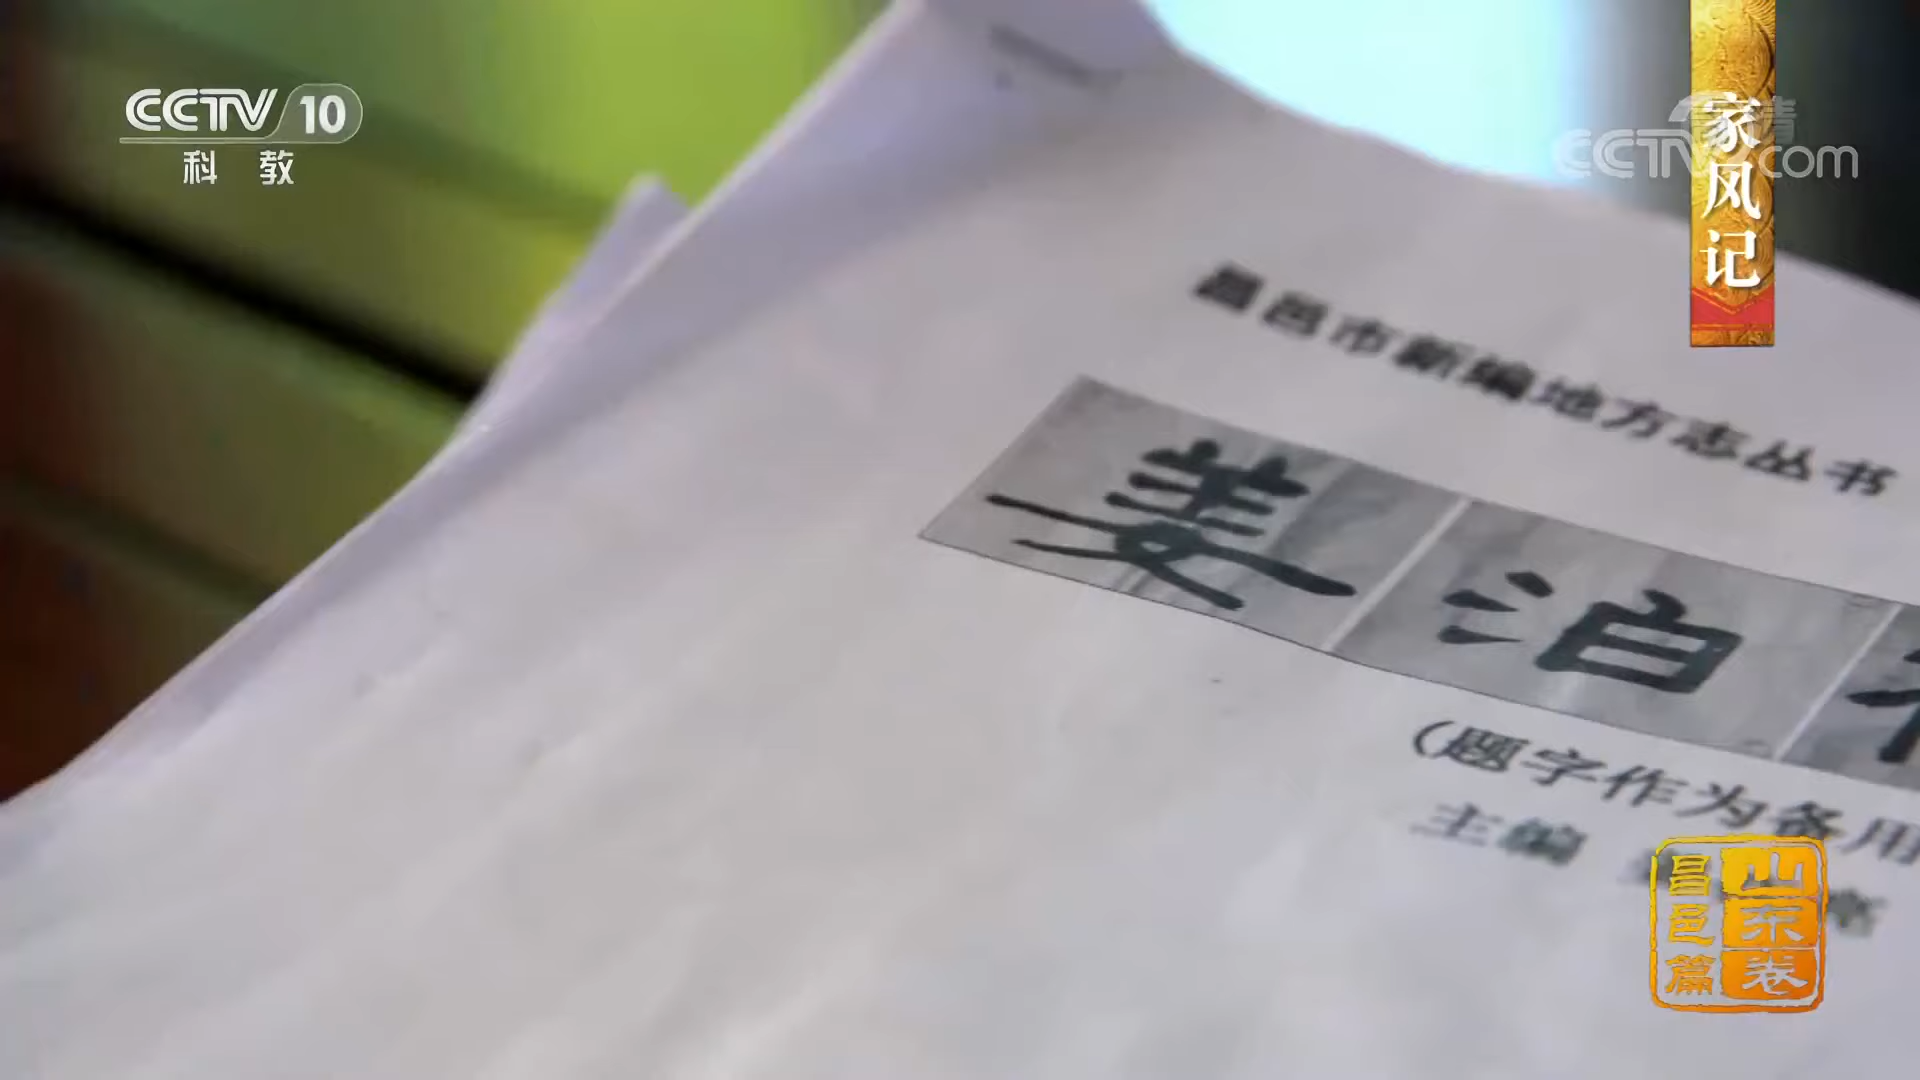 CCTV 10
科 教
家风记
CCTV.com
昌邑市新编地方志丛书
姜泊
(题字作为备用
主编
山东卷
昌邑篇